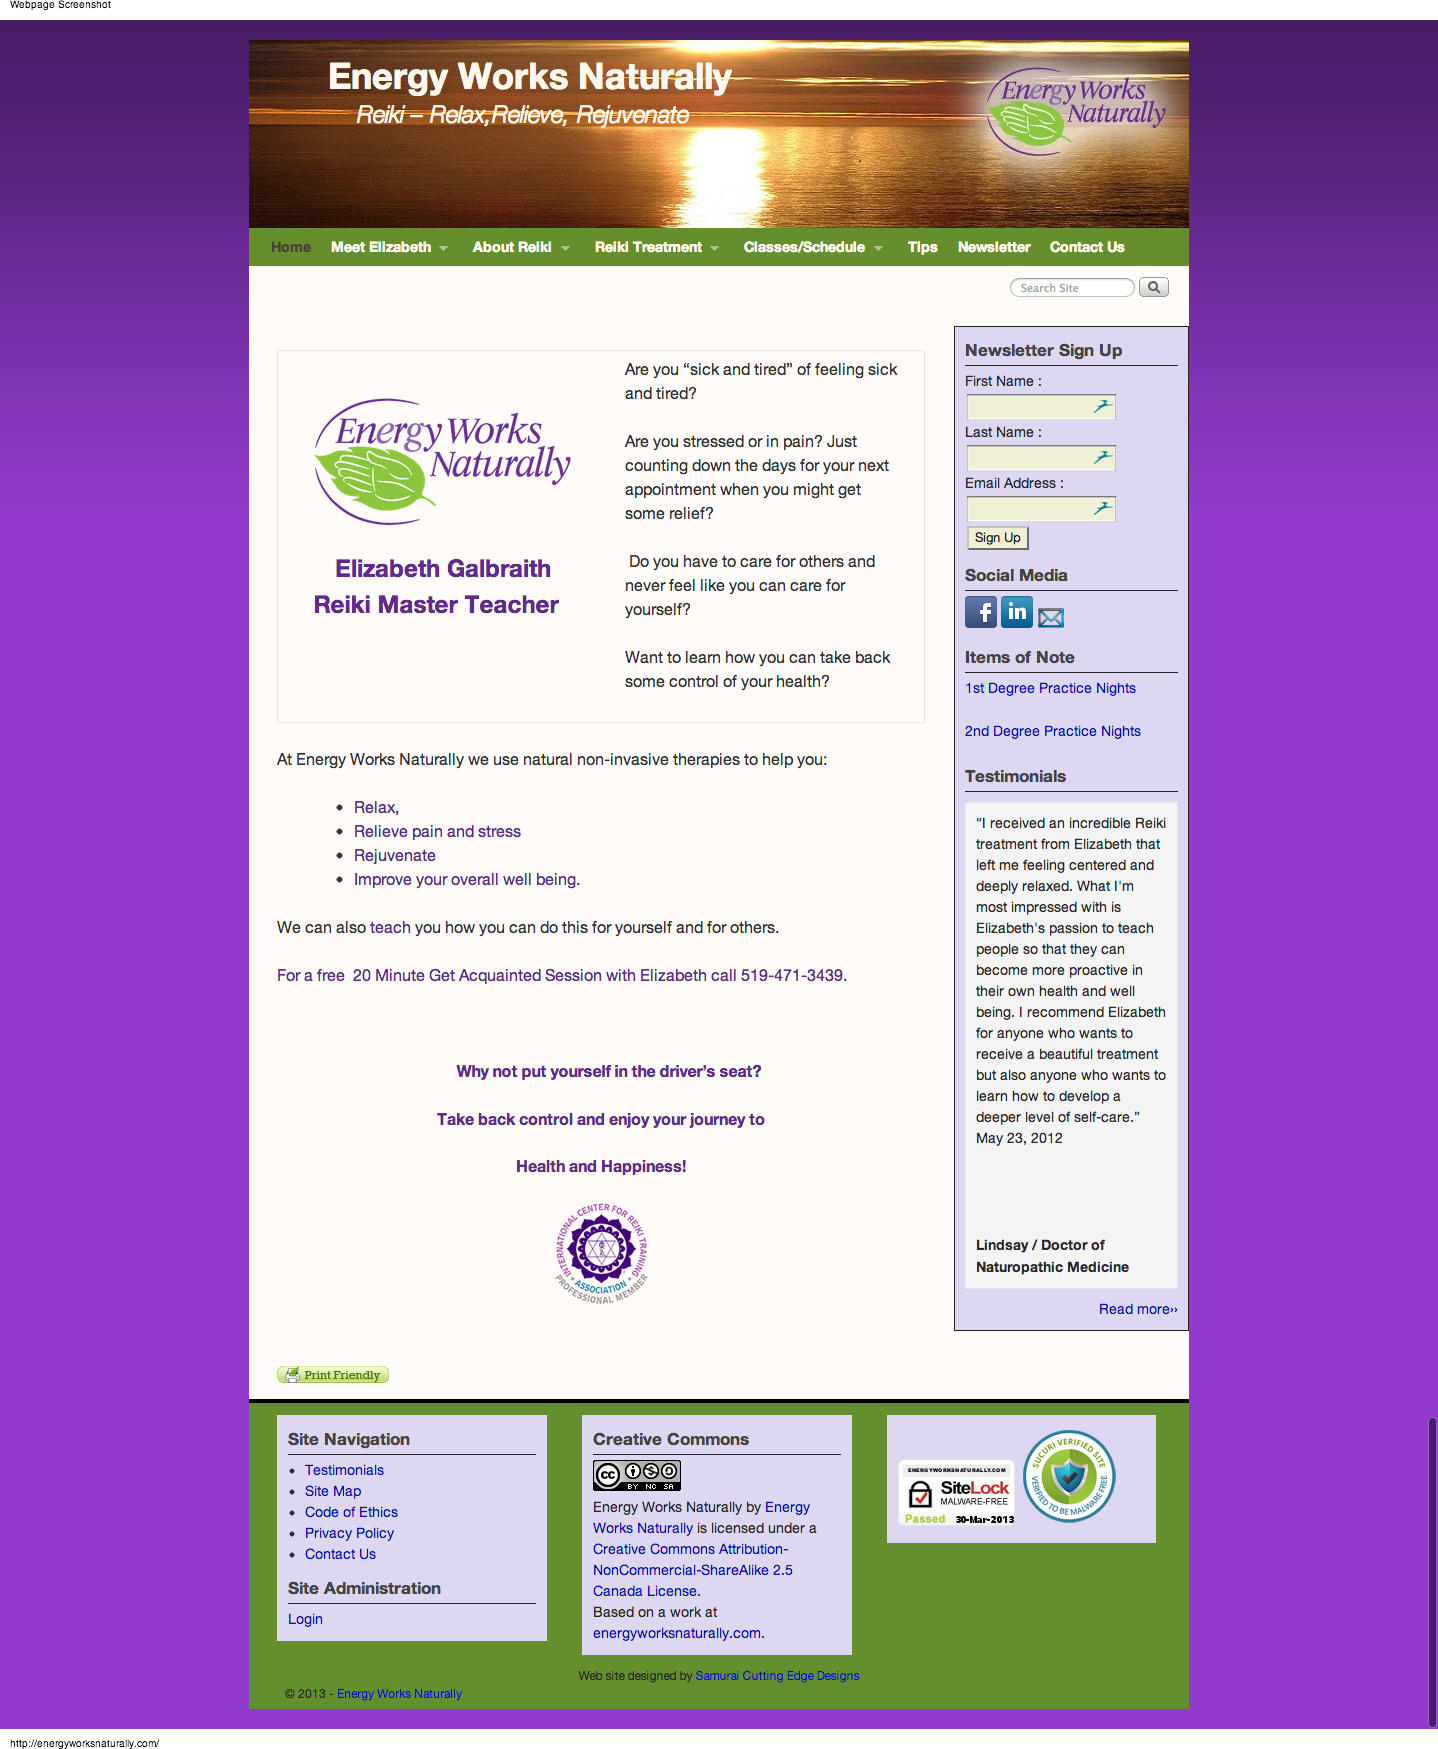 Webpage Screenshot
Energy Works Naturally
Reiki – Relax,Relieve, Rejuvenate
Energy Works
Naturally
Home Meet Elizabeth About Reiki Reiki Treatment Classes/Schedule Tips Newsletter Contact Us
Search Site
Energy Works
Naturally
Elizabeth Galbraith
Reiki Master Teacher
Are you “sick and tired” of feeling sick
and tired?
Are you stressed or in pain? Just
counting down the days for your next
appointment when you might get
some relief?
Do you have to care for others and
never feel like you can care for
yourself?
Want to learn how you can take back
some control of your health?
At Energy Works Naturally we use natural non-invasive therapies to help you:
• Relax,
• Relieve pain and stress
• Rejuvenate
• Improve your overall well being.
We can also teach you how you can do this for yourself and for others.
For a free  20 Minute Get Acquainted Session with Elizabeth call 519-471-3439.
Why not put yourself in the driver’s seat?
Take back control and enjoy your journey to
Health and Happiness!
INTERNATIONAL CENTER FOR REIKI TRAINING
• ASSOCIATION •
PROFESSIONAL MEMBER
Print Friendly
Newsletter Sign Up
First Name :
Last Name :
Email Address :
Sign Up
Social Media
f in
Items of Note
1st Degree Practice Nights
2nd Degree Practice Nights
Testimonials
“I received an incredible Reiki
treatment from Elizabeth that
left me feeling centered and
deeply relaxed. What I'm
most impressed with is
Elizabeth's passion to teach
people so that they can
become more proactive in
their own health and well
being. I recommend Elizabeth
for anyone who wants to
receive a beautiful treatment
but also anyone who wants to
learn how to develop a
deeper level of self-care.”
May 23, 2012
Lindsay / Doctor of
Naturopathic Medicine
Read more››
Site Navigation
• Testimonials
• Site Map
• Code of Ethics
• Privacy Policy
• Contact Us
Site Administration
Login
Creative Commons
cc BY NC SA
Energy Works Naturally by Energy
Works Naturally is licensed under a
Creative Commons Attribution-
NonCommercial-ShareAlike 2.5
Canada License.
Based on a work at
energyworksnaturally.com.
ENERGYWORKSNATURALLY.COM
SiteLock
MALWARE-FREE
Passed 30-Mar-2013
SUCURI VERIFIED SITE
VERIFIED TO BE MALWARE FREE
Web site designed by Samurai Cutting Edge Designs
© 2013 - Energy Works Naturally
http://energyworksnaturally.com/